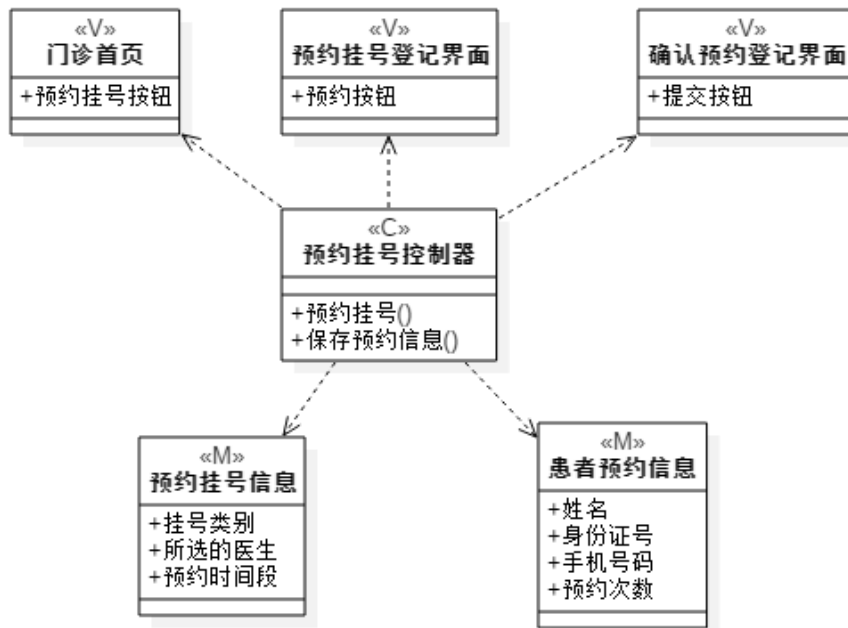 «V»
门诊首页
+预约挂号按钮
«V»
预约挂号登记界面
+预约按钮
«V»
确认预约登记界面
+提交按钮
«C»
预约挂号控制器
+预约挂号()
+保存预约信息()
«M»
预约挂号信息
+挂号类别
+所选的医生
+预约时间段
«M»
患者预约信息
+姓名
+身份证号
+手机号码
+预约次数